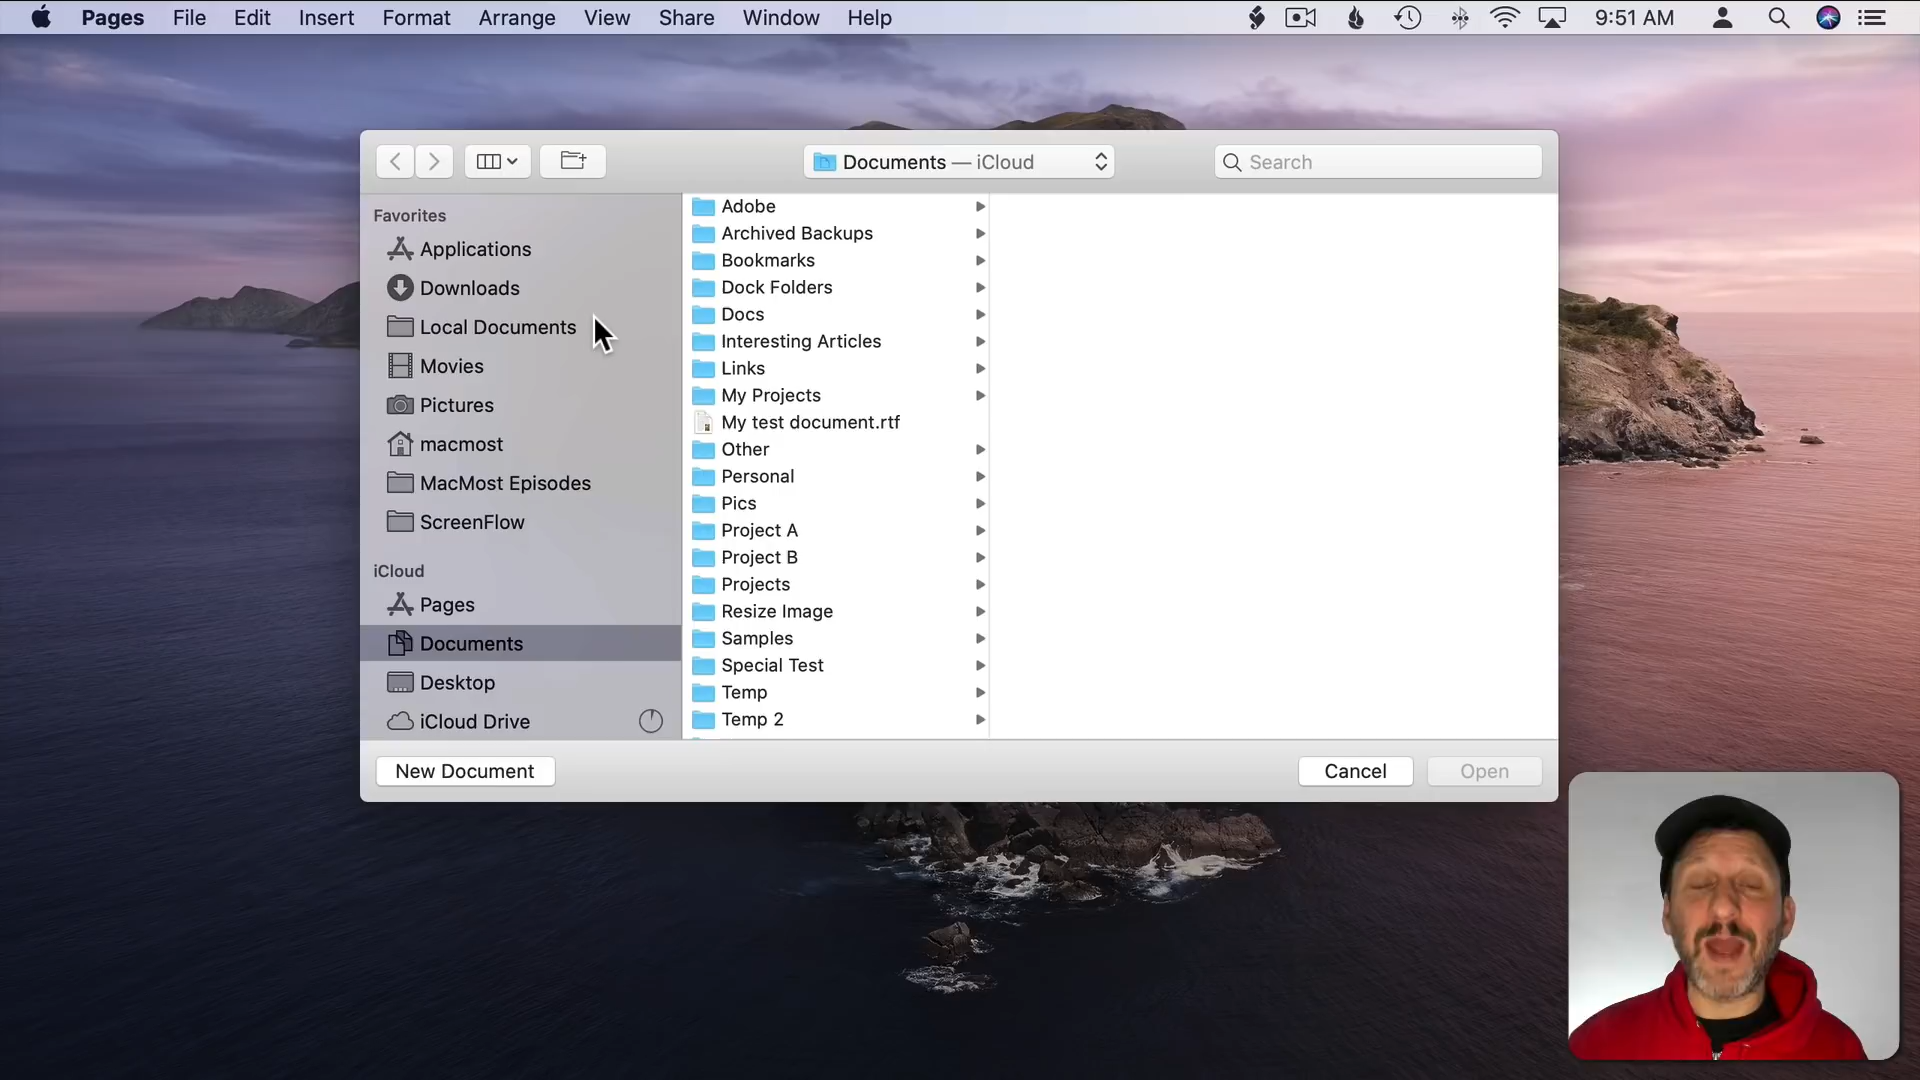 Pages File Edit Insert Format Arrange View Share Window Help 9:51 AM
Documents — iCloud Search
Favorites
Applications
Downloads
Local Documents
Movies
Pictures
macmost
MacMost Episodes
ScreenFlow
iCloud
Pages
Documents
Desktop
iCloud Drive
Adobe
Archived Backups
Bookmarks
Dock Folders
Docs
Interesting Articles
Links
My Projects
My test document.rtf
Other
Personal
Pics
Project A
Project B
Projects
Resize Image
Samples
Special Test
Temp
Temp 2
New Document Cancel Open